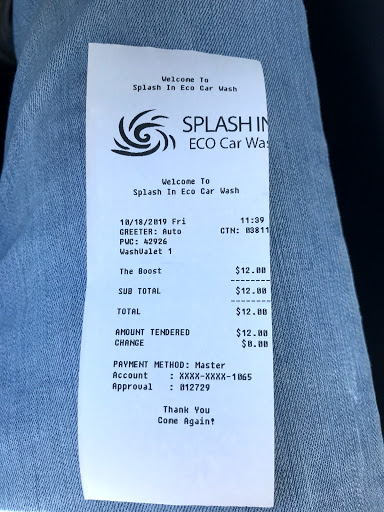 Welcome To
Splash In Eco Car Wash
SPLASH IN
ECO Car Was
Welcome To
Splash In Eco Car Wash
10/18/2019 Fri 11:39
GREETER: Auto CTN: 03811
PWC: 42926
WashValet 1
The Boost $12.00
SUB TOTAL $12.00
TOTAL $12.00
AMOUNT TENDERED $12.00
CHANGE $0.00
PAYMENT METHOD: Master
Account : XXXX-XXXX-1065
Approval : 012729
Thank You
Come Again!